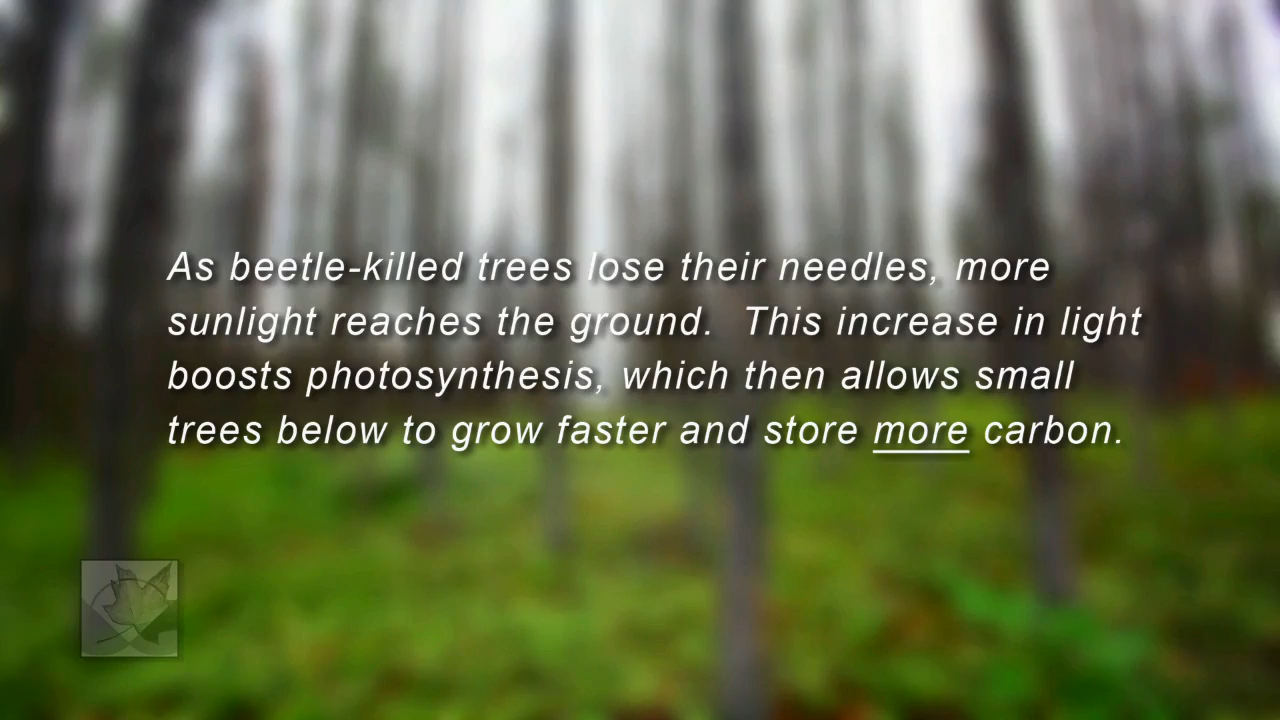 As beetle-killed trees lose their needles, more
sunlight reaches the ground.  This increase in light
boosts photosynthesis, which then allows small
trees below to grow faster and store more carbon.